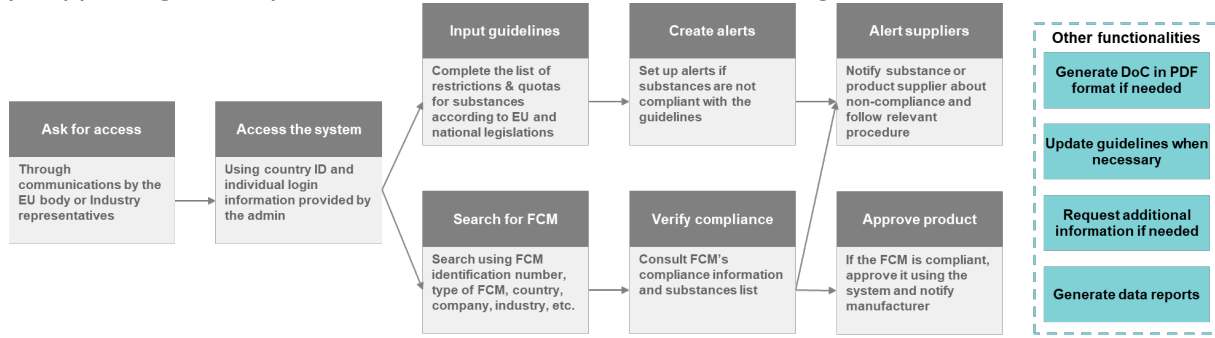 Ask for access
Through
communications by the
EU body or Industry
representatives
Access the system
Using country ID and
individual login
information provided by
the admin
Input guidelines
Complete the list of
restrictions & quotas
for substances
according to EU and
national legislations
Create alerts
Set up alerts if
substances are not
compliant with the
guidelines
Alert suppliers
Notify substance or
product supplier about
non-compliance and
follow relevant
procedure
Search for FCM
Search using FCM
identification number,
type of FCM, country,
company, industry, etc.
Verify compliance
Consult FCM's
compliance information
and substances list
Approve product
If the FCM is compliant,
approve it using the
system and notify
manufacturer
Other functionalities
Generate DoC in PDF
format if needed
Update guidelines when
necessary
Request additional
information if needed
Generate data reports